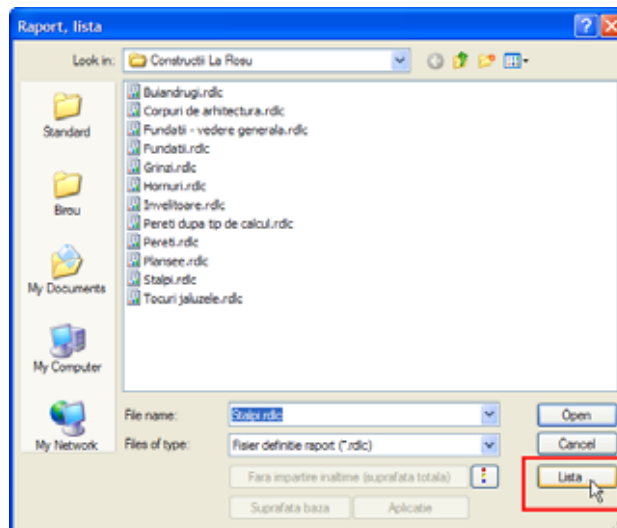 Raport, lista
Look in: Constructii La Rosu
Buiandrugi.rdlc
Corpuri de arhitectura.rdlc
Fundatii - vedere generala.rdlc
Fundatii.rdlc
Grinzi.rdlc
Hornuri.rdlc
Invelitoare.rdlc
Pereti dupa tip de calcul.rdlc
Pereti.rdlc
Plansee.rdlc
Stalpi.rdlc
Tocuri jaluzele.rdlc
Standard
Birou
My Documents
My Computer
My Network
File name: Stalpi.rdlc Open
Files of type: Fisier definitie raport (*.rdlc) Cancel
Fara impartire inaltime (suprafata totala) Lista ...
Suprafata baza Aplicatie